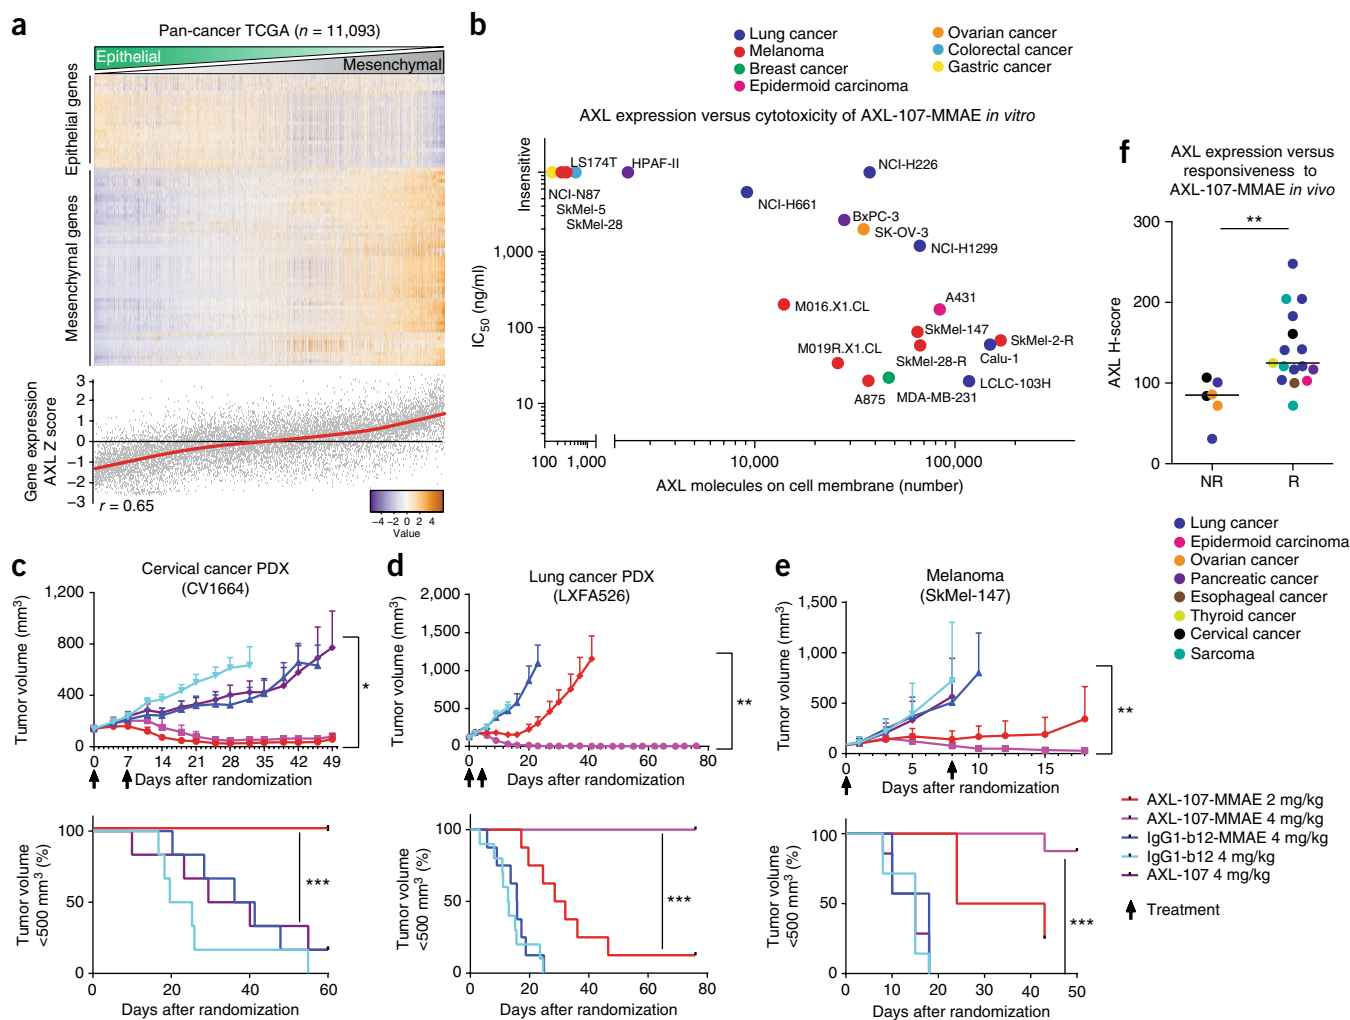 a
Pan-cancer TCGA (n = 11,093)
Epithelial
Mesenchymal
Epithelial genes
Mesenchymal genes
Gene expression
AXL Z score
3
2
1
0
−1
−2
−3
r = 0.65
−4 −2 0 2 4
Value
b
Lung cancer
Melanoma
Breast cancer
Epidermoid carcinoma
Ovarian cancer
Colorectal cancer
Gastric cancer
AXL expression versus cytotoxicity of AXL-107-MMAE in vitro
IC50 (ng/ml)
Insensitive
1,000
100
10
LS174T
HPAF-II
NCI-N87
SkMel-5
SkMel-28
NCI-H226
NCI-H661
BxPC-3
SK-OV-3
NCI-H1299
M016.X1.CL
A431
SkMel-147
SkMel-2-R
M019R.X1.CL
SkMel-28-R
Calu-1
LCLC-103H
A875
MDA-MB-231
100 1,000 10,000 100,000
AXL molecules on cell membrane (number)
f
AXL expression versus
responsiveness to
AXL-107-MMAE in vivo
AXL H-score
300
200
100
0
**
NR R
Lung cancer
Epidermoid carcinoma
Ovarian cancer
Pancreatic cancer
Esophageal cancer
Thyroid cancer
Cervical cancer
Sarcoma
c
Cervical cancer PDX
(CV1664)
Tumor volume (mm3)
1,200
800
400
0
*
0 7 14 21 28 35 42 49
Days after randomization
Tumor volume
<500 mm3 (%)
100
50
0
***
0 20 40 60
Days after randomization
d
Lung cancer PDX
(LXFA526)
Tumor volume (mm3)
2,000
1,500
1,000
500
0
**
0 20 40 60 80
Days after randomization
Tumor volume
<500 mm3 (%)
100
50
0
***
0 20 40 60 80
Days after randomization
e
Melanoma
(SkMel-147)
Tumor volume (mm3)
1,500
1,000
500
0
**
0 5 10 15
Days after randomization
Tumor volume
<500 mm3 (%)
100
50
0
***
0 10 20 30 40 50
Days after randomization
AXL-107-MMAE 2 mg/kg
AXL-107-MMAE 4 mg/kg
IgG1-b12-MMAE 4 mg/kg
IgG1-b12 4 mg/kg
AXL-107 4 mg/kg
Treatment